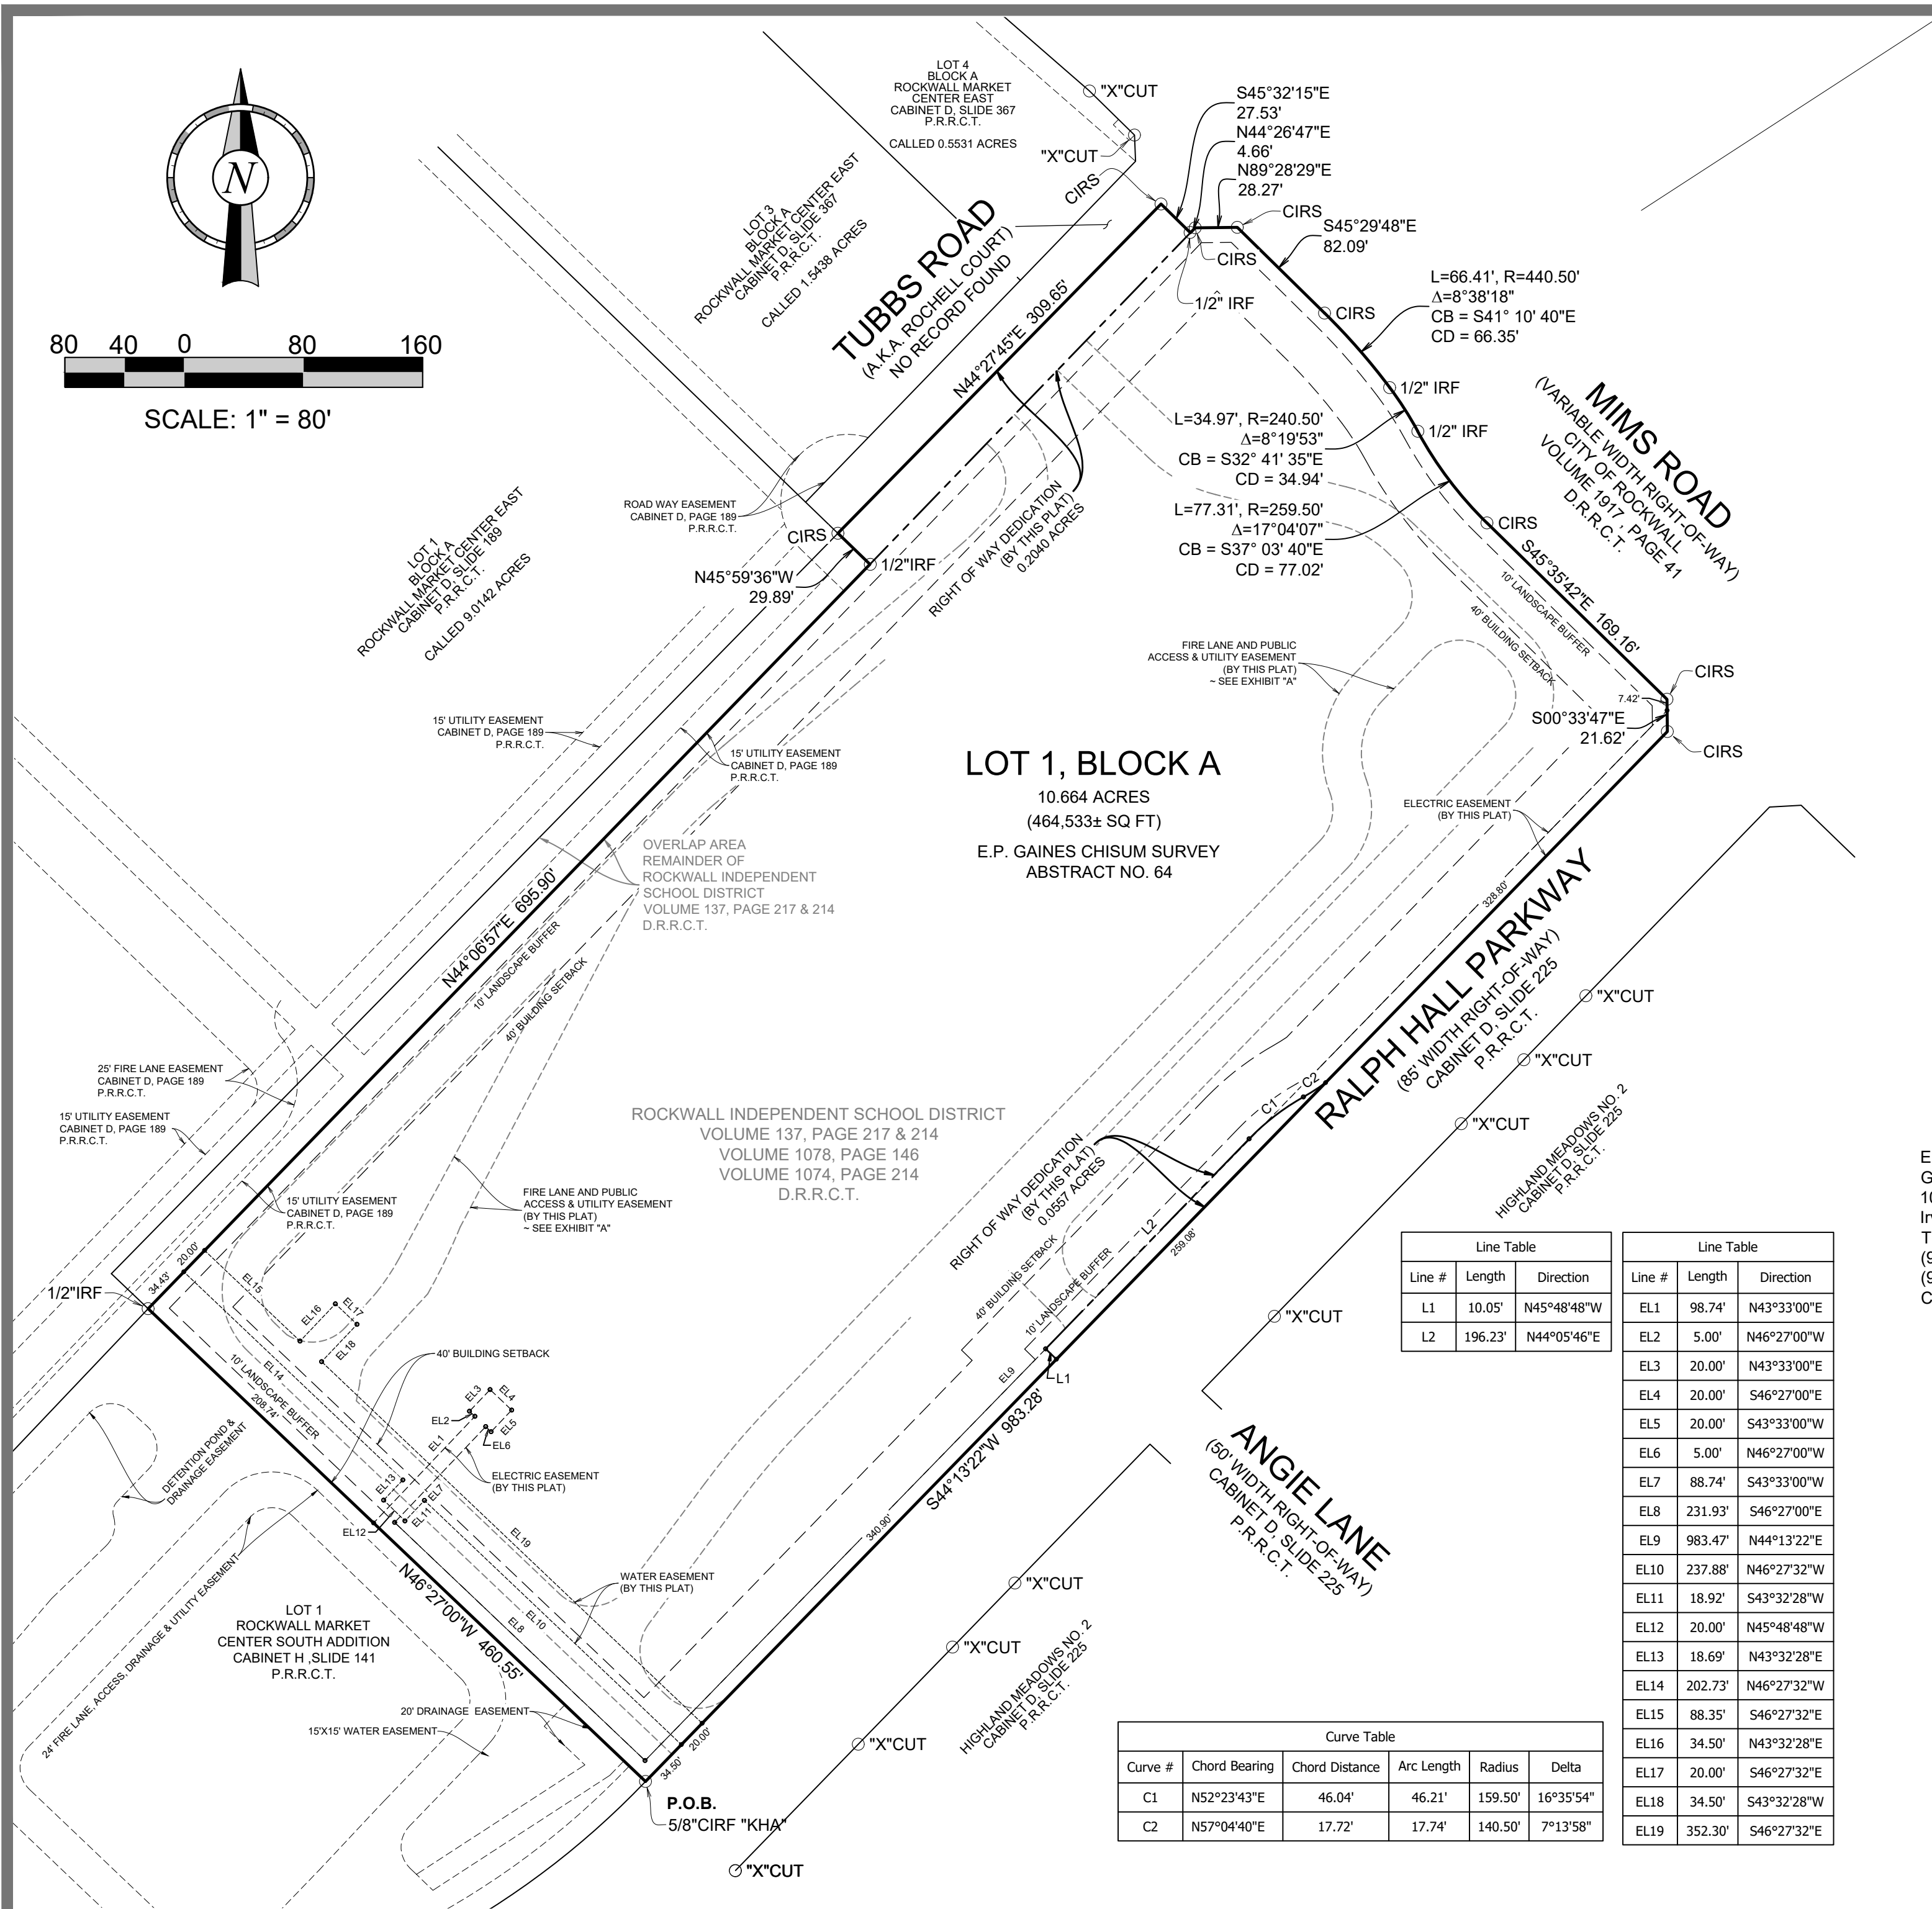 N
80 40 0 80 160
SCALE: 1" = 80'
LOT 4
BLOCK A
ROCKWALL MARKET
CENTER EAST
CABINET D, SLIDE 367
P.R.R.C.T.
CALLED 0.5531 ACRES
"X"CUT
"X"CUT
CIRS
S45°32'15"E
27.53'
N44°26'47"E
4.66'
N89°28'29"E
28.27'
CIRS
CIRS
1/2" IRF
S45°29'48"E
82.09'
CIRS
L=66.41', R=440.50'
Δ=8°38'18"
CB = S41° 10' 40"E
CD = 66.35'
1/2" IRF
1/2" IRF
L=34.97', R=240.50'
Δ=8°19'53"
CB = S32° 41' 35"E
CD = 34.94'
L=77.31', R=259.50'
Δ=17°04'07"
CB = S37° 03' 40"E
CD = 77.02'
CIRS
MIMS ROAD
(VARIABLE WIDTH RIGHT-OF-WAY)
CITY OF ROCKWALL
VOLUME 1917 , PAGE 41
D.R.R.C.T.
S45°35'42"E 169.16'
10' LANDSCAPE BUFFER
40' BUILDING SETBACK
CIRS
7.42'
S00°33'47"E
21.62'
CIRS
LOT 3
BLOCK A
ROCKWALL MARKET CENTER EAST
CABINET D, SLIDE 367
P.R.R.C.T.
CALLED 1.5438 ACRES
TUBBS ROAD
(A.K.A. ROCHELL COURT)
NO RECORD FOUND
N44°27'45"E 309.65'
ROAD WAY EASEMENT
CABINET D, PAGE 189
P.R.R.C.T.
CIRS
1/2"IRF
N45°59'36"W
29.89'
RIGHT OF WAY DEDICATION
(BY THIS PLAT)
0.2040 ACRES
LOT 1
BLOCK A
ROCKWALL MARKET CENTER EAST
CABINET D, SLIDE 189
P.R.R.C.T.
CALLED 9.0142 ACRES
FIRE LANE AND PUBLIC
ACCESS & UTILITY EASEMENT
(BY THIS PLAT)
~ SEE EXHIBIT "A"
15' UTILITY EASEMENT
CABINET D, PAGE 189
P.R.R.C.T.
15' UTILITY EASEMENT
CABINET D, PAGE 189
P.R.R.C.T.
LOT 1, BLOCK A
10.664 ACRES
(464,533± SQ FT)
E.P. GAINES CHISUM SURVEY
ABSTRACT NO. 64
ELECTRIC EASEMENT
(BY THIS PLAT)
OVERLAP AREA
REMAINDER OF
ROCKWALL INDEPENDENT
SCHOOL DISTRICT
VOLUME 137, PAGE 217 & 214
D.R.R.C.T.
N44°06'57"E 695.90'
10' LANDSCAPE BUFFER
40' BUILDING SETBACK
328.80'
RALPH HALL PARKWAY
(85' WIDTH RIGHT-OF-WAY)
CABINET D, SLIDE 225
P.R.R.C.T.
"X"CUT
"X"CUT
"X"CUT
HIGHLAND MEADOWS NO. 2
CABINET D, SLIDE 225
P.R.R.C.T.
25' FIRE LANE EASEMENT
CABINET D, PAGE 189
P.R.R.C.T.
15' UTILITY EASEMENT
CABINET D, PAGE 189
P.R.R.C.T.
ROCKWALL INDEPENDENT SCHOOL DISTRICT
VOLUME 137, PAGE 217 & 214
VOLUME 1078, PAGE 146
VOLUME 1074, PAGE 214
D.R.R.C.T.
C1
C2
RIGHT OF WAY DEDICATION
(BY THIS PLAT)
0.0557 ACRES
L2
259.08'
15' UTILITY EASEMENT
CABINET D, PAGE 189
P.R.R.C.T.
FIRE LANE AND PUBLIC
ACCESS & UTILITY EASEMENT
(BY THIS PLAT)
~ SEE EXHIBIT "A"
40' BUILDING SETBACK
10' LANDSCAPE BUFFER
EL9
L1
S44°13'22"W 983.28'
340.90'
1/2"IRF
34.43'
20.00'
EL15
EL16
EL17
EL18
EL14
10' LANDSCAPE BUFFER
208.74'
40' BUILDING SETBACK
EL3
EL4
EL2
EL5
EL6
EL1
ELECTRIC EASEMENT
(BY THIS PLAT)
EL13
EL7
EL11
EL12
EL19
DETENTION POND &
DRAINAGE EASEMENT
24' FIRE LANE, ACCESS, DRAINAGE & UTILITY EASEMENT
WATER EASEMENT
(BY THIS PLAT)
EL10
EL8
N46°27'00"W 460.55'
LOT 1
ROCKWALL MARKET
CENTER SOUTH ADDITION
CABINET H ,SLIDE 141
P.R.R.C.T.
20' DRAINAGE EASEMENT
15'X15' WATER EASEMENT
34.50'
20.00'
P.O.B.
5/8"CIRF "KHA"
"X"CUT
"X"CUT
"X"CUT
"X"CUT
"X"CUT
HIGHLAND MEADOWS NO. 2
CABINET D, SLIDE 225
P.R.R.C.T.
ANGIE LANE
(50' WIDTH RIGHT-OF-WAY)
CABINET D, SLIDE 225
P.R.R.C.T.
Line Table
Line # Length Direction
L1 10.05' N45°48'48"W
L2 196.23' N44°05'46"E
Line Table
Line # Length Direction
EL1 98.74' N43°33'00"E
EL2 5.00' N46°27'00"W
EL3 20.00' N43°33'00"E
EL4 20.00' S46°27'00"E
EL5 20.00' S43°33'00"W
EL6 5.00' N46°27'00"W
EL7 88.74' S43°33'00"W
EL8 231.93' S46°27'00"E
EL9 983.47' N44°13'22"E
EL10 237.88' N46°27'32"W
EL11 18.92' S43°32'28"W
EL12 20.00' N45°48'48"W
EL13 18.69' N43°32'28"E
EL14 202.73' N46°27'32"W
EL15 88.35' S46°27'32"E
EL16 34.50' N43°32'28"E
EL17 20.00' S46°27'32"E
EL18 34.50' S43°32'28"W
EL19 352.30' S46°27'32"E
Curve Table
Curve # Chord Bearing Chord Distance Arc Length Radius Delta
C1 N52°23'43"E 46.04' 46.21' 159.50' 16°35'54"
C2 N57°04'40"E 17.72' 17.74' 140.50' 7°13'58"